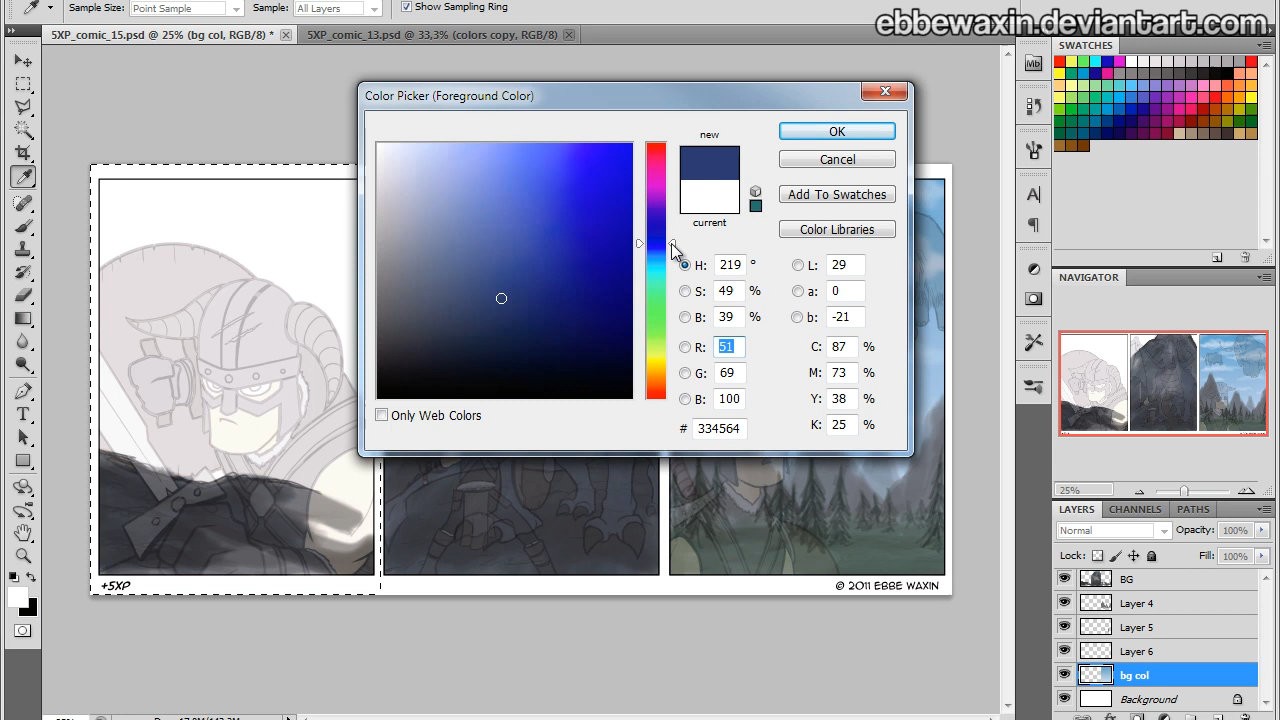 Sample Size: Point Sample Sample: All Layers Show Sampling Ring
ebbewaxin.deviantart.com
5XP_comic_15.psd @ 25% (bg col, RGB/8) *
5XP_comic_13.psd @ 33,3% (colors copy, RGB/8)
SWATCHES
Mb
Color Picker (Foreground Color)
new
current
OK
Cancel
Add To Swatches
Color Libraries
H: 219 °
S: 49 %
B: 39 %
R: 51
G: 69
B: 100
# 334564
L: 29
a: 0
b: -21
C: 87 %
M: 73 %
Y: 38 %
K: 25 %
Only Web Colors
NAVIGATOR
25%
LAYERS CHANNELS PATHS
Normal Opacity: 100%
Lock: Fill: 100%
BG
Layer 4
Layer 5
Layer 6
bg col
Background
+5XP
© 2011 EBBE WAXIN